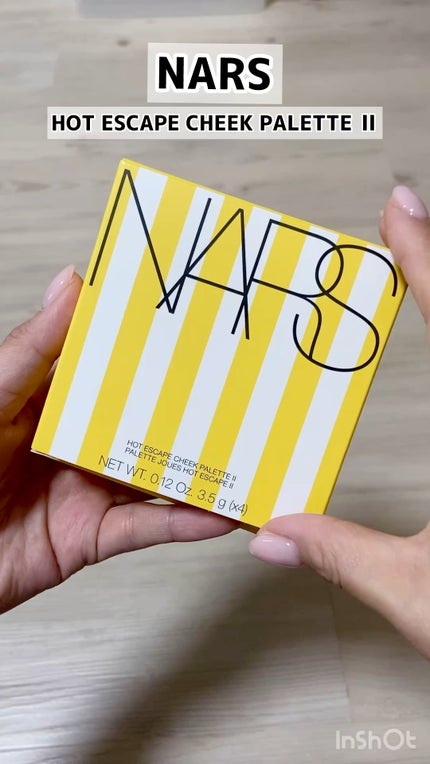 NARS
HOT ESCAPE CHEEK PALETTE Ⅱ
NARS
HOT ESCAPE CHEEK PALETTE II
PALETTE JOUES HOT ESCAPE II
NET WT. 0.12 Oz. 3.5 g (x4)
InShOt